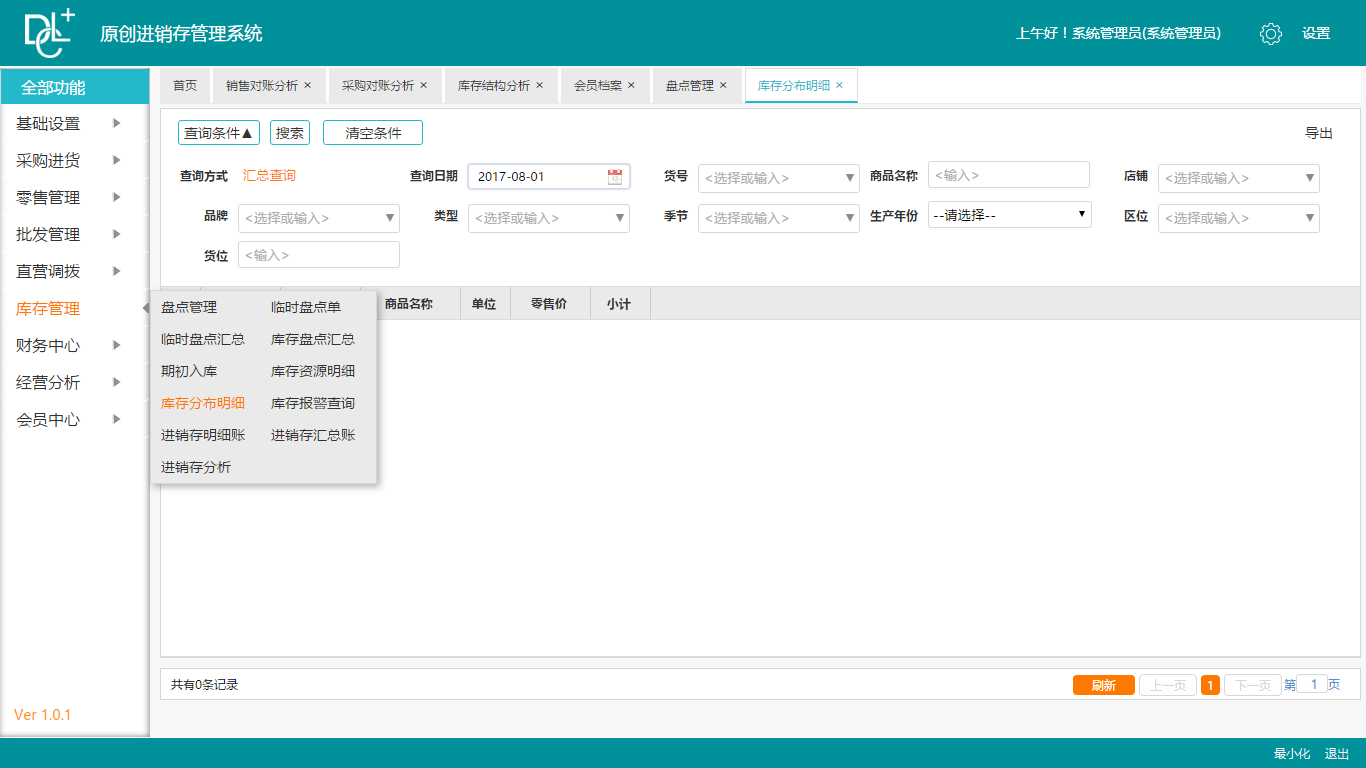 DCL+
原创进销存管理系统
上午好！系统管理员(系统管理员) 设置
全部功能
基础设置
采购进货
零售管理
批发管理
直营调拨
库存管理
财务中心
经营分析
会员中心
Ver 1.0.1
首页 销售对账分析 × 采购对账分析 × 库存结构分析 × 会员档案 × 盘点管理 × 库存分布明细 ×
查询条件▲ 搜索 清空条件 导出
查询方式 汇总查询 查询日期 2017-08-01 货号 <选择或输入> 商品名称 <输入> 店铺 <选择或输入>
品牌 <选择或输入> 类型 <选择或输入> 季节 <选择或输入> 生产年份 --请选择-- 区位 <选择或输入>
货位 <输入>
商品名称 单位 零售价 小计
盘点管理 临时盘点单
临时盘点汇总 库存盘点汇总
期初入库 库存资源明细
库存分布明细 库存报警查询
进销存明细账 进销存汇总账
进销存分析
共有0条记录 刷新 上一页 1 下一页 第 1 页
最小化 退出